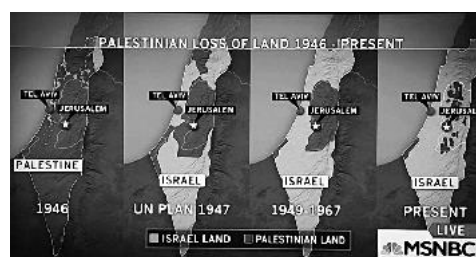 PALESTINIAN LOSS OF LAND 1946 -PRESENT
TEL AVIV
JERUSALEM
PALESTINE
1946
TEL AVIV
JERUSALEM
ISRAEL
UN PLAN 1947
TEL AVIV
JERUSALEM
ISRAEL
1949-1967
TEL AVIV
JERUSALEM
ISRAEL
PRESENT
ISRAEL LAND
PALESTINIAN LAND
LIVE
MSNBC